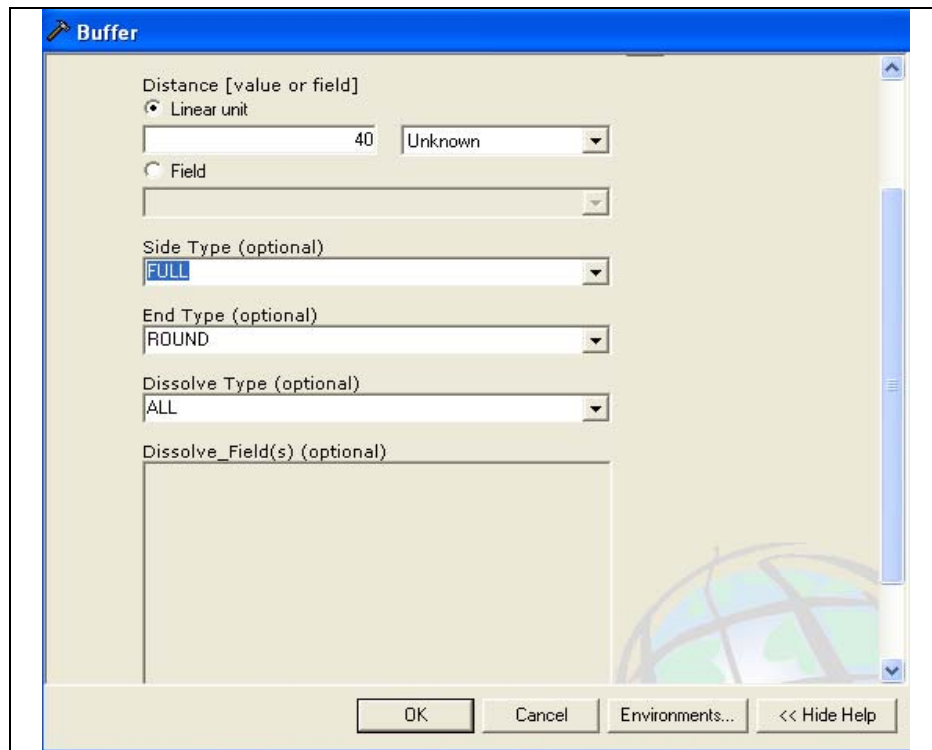 Buffer
Distance [value or field]
Linear unit
40 Unknown
Field
Side Type (optional)
FULL
End Type (optional)
ROUND
Dissolve Type (optional)
ALL
Dissolve_Field(s) (optional)
OK Cancel Environments... << Hide Help